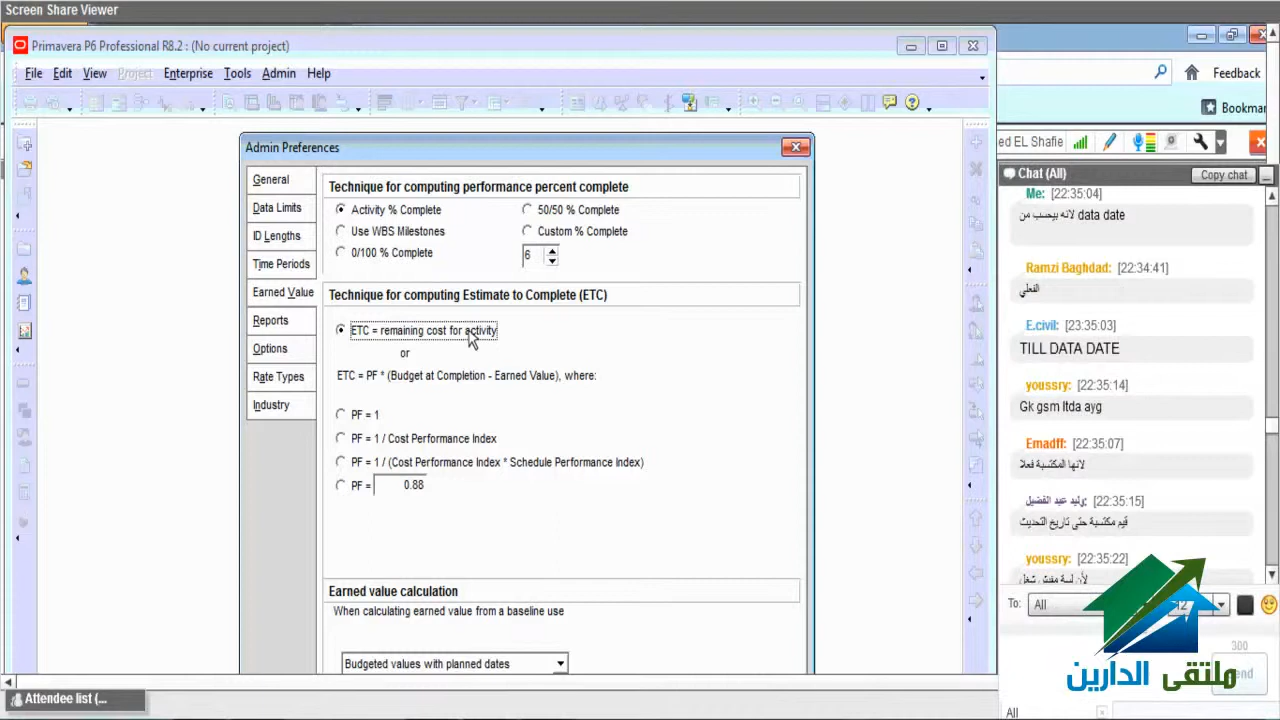 Screen Share Viewer
Primavera P6 Professional R8.2 : (No current project)
File Edit View Project Enterprise Tools Admin Help
Admin Preferences
General
Data Limits
ID Lengths
Time Periods
Earned Value
Reports
Options
Rate Types
Industry
Technique for computing performance percent complete
Activity % Complete
50/50 % Complete
Use WBS Milestones
Custom % Complete
0/100 % Complete
6
Technique for computing Estimate to Complete (ETC)
ETC = remaining cost for activity
or
ETC = PF * (Budget at Completion - Earned Value), where:
PF = 1
PF = 1 / Cost Performance Index
PF = 1 / (Cost Performance Index * Schedule Performance Index)
PF = 0.88
Earned value calculation
When calculating earned value from a baseline use
Budgeted values with planned dates
Attendee list (...
Feedback
Bookmar
ed EL Shafie
Chat (All)
Copy chat
Me: [22:35:04]
لانه بيحسب من data date
Ramzi Baghdad: [22:34:41]
الفعلي
E.civil: [23:35:03]
TILL DATA DATE
youssry: [22:35:14]
Gk gsm ltda ayg
Emadff: [22:35:07]
لانها المكتسبة فعلا
وليد عبد الفضيل: [22:35:15]
قيم مكتسبة حتى تاريخ التحديث
youssry: [22:35:22]
لأن لسة مفيش شغل
To: All
12
300
end
All
ملتقى الدارين